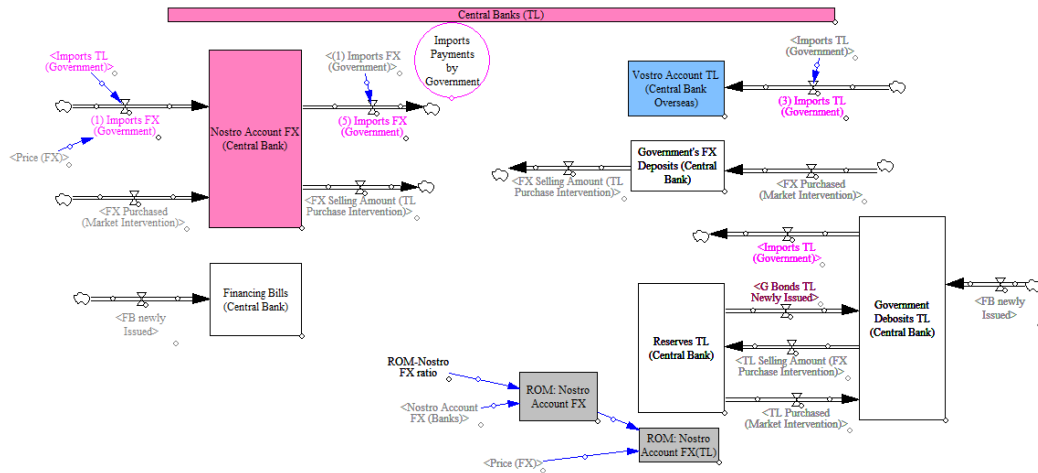 Central Banks (TL)
Imports
Payments
by
Government
<Imports TL
(Government)>
(1) Imports FX
(Government)
<Price (FX)>
<(1) Imports FX
(Government)>
(5) Imports FX
(Government)
Nostro Account FX
(Central Bank)
<FX Purchased
(Market Intervention)>
<FX Selling Amount (TL
Purchase Intervention)>
Vostro Account TL
(Central Bank
Overseas)
<Imports TL
(Government)>
(3) Imports TL
(Government)
Government's FX
Deposits (Central
Bank)
<FX Selling Amount (TL
Purchase Intervention)>
<FX Purchased
(Market Intervention)>
Financing Bills
(Central Bank)
<FB newly
Issued>
<Imports TL
(Government)>
<G Bonds TL
Newly Issued>
Reserves TL
(Central Bank)
<TL Selling Amount (FX
Purchase Intervention)>
<TL Purchased
(Market Intervention)>
Government
Debosits TL
(Central Bank)
<FB newly
Issued>
ROM-Nostro
FX ratio
<Nostro Account
FX (Banks)>
ROM: Nostro
Account FX
<Price (FX)>
ROM: Nostro
Account FX(TL)